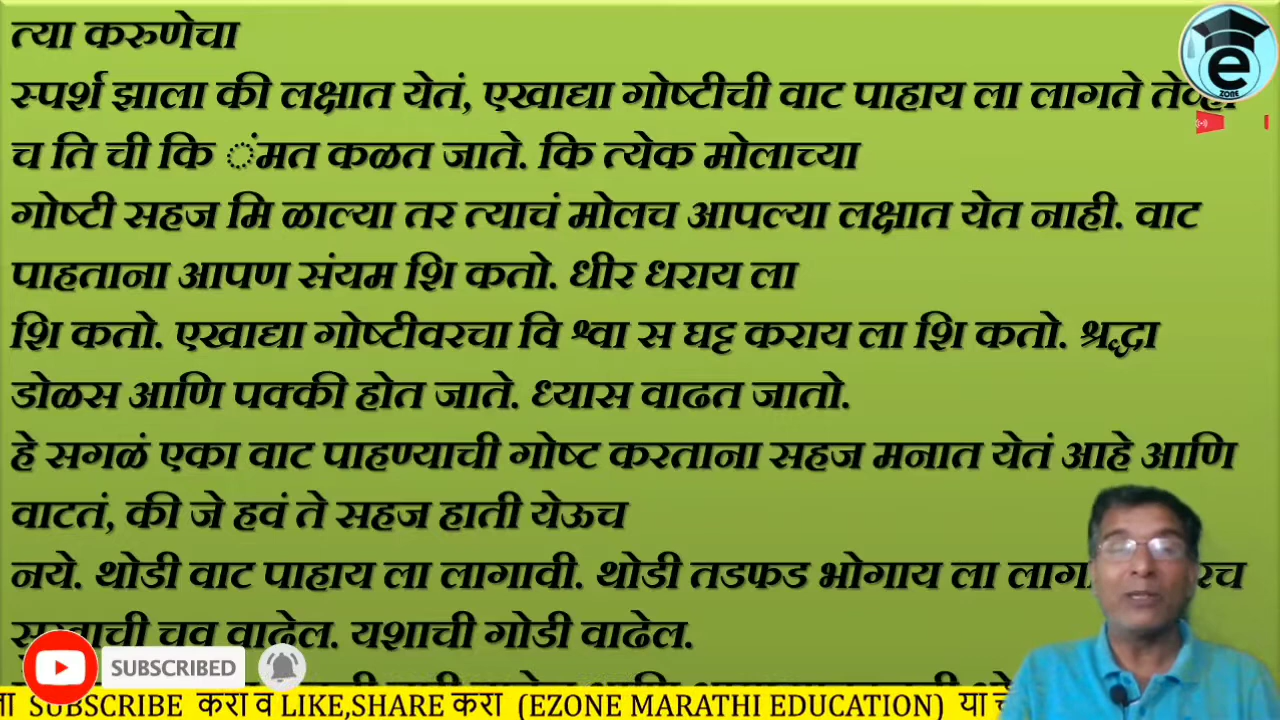 त्या करुणेचा
स्पर्श झाला की लक्षात येतं, एखाद्या गोष्टीची वाट पाहाय ला लागते तेव्हा
च ति ची कि ंमत कळत जाते. कि त्येक मोलाच्या
गोष्टी सहज मि ळाल्या तर त्याचं मोलच आपल्या लक्षात येत नाही. वाट
पाहताना आपण संयम शि कतो. धीर धराय ला
शि कतो. एखाद्या गोष्टीवरचा वि श्वा स घट्ट कराय ला शि कतो. श्रद्धा
डोळस आणि पक्की होत जाते. ध्यास वाढत जातो.
हे सगळं एका वाट पाहण्याची गोष्ट करताना सहज मनात येतं आहे आणि
वाटतं, की जे हवं ते सहज हाती येऊच
नये. थोडी वाट पाहाय ला लागावी. थोडी तडफड भोगाय ला
सुखाची चव वाढेल. यशाची गोडी वाढेल.
SUBSCRIBED
SUBSCRIBE करा व LIKE,SHARE करा (EZONE MARATHI EDUCATION) या
e
ZONE